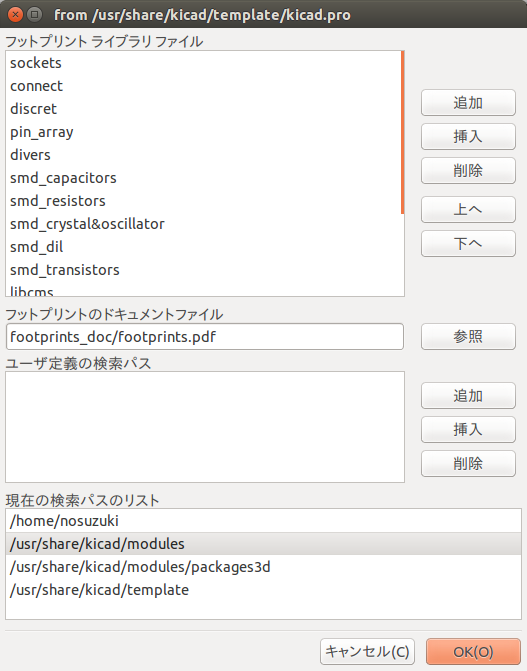 from /usr/share/kicad/template/kicad.pro
フットプリント ライブラリ ファイル
sockets
connect
discret
pin_array
divers
smd_capacitors
smd_resistors
smd_crystal&oscillator
smd_dil
smd_transistors
libcms
追加
挿入
削除
上へ
下へ
フットプリントのドキュメントファイル
footprints_doc/footprints.pdf
参照
ユーザ定義の検索パス
追加
挿入
削除
現在の検索パスのリスト
/home/nosuzuki
/usr/share/kicad/modules
/usr/share/kicad/modules/packages3d
/usr/share/kicad/template
キャンセル(C)
OK(O)